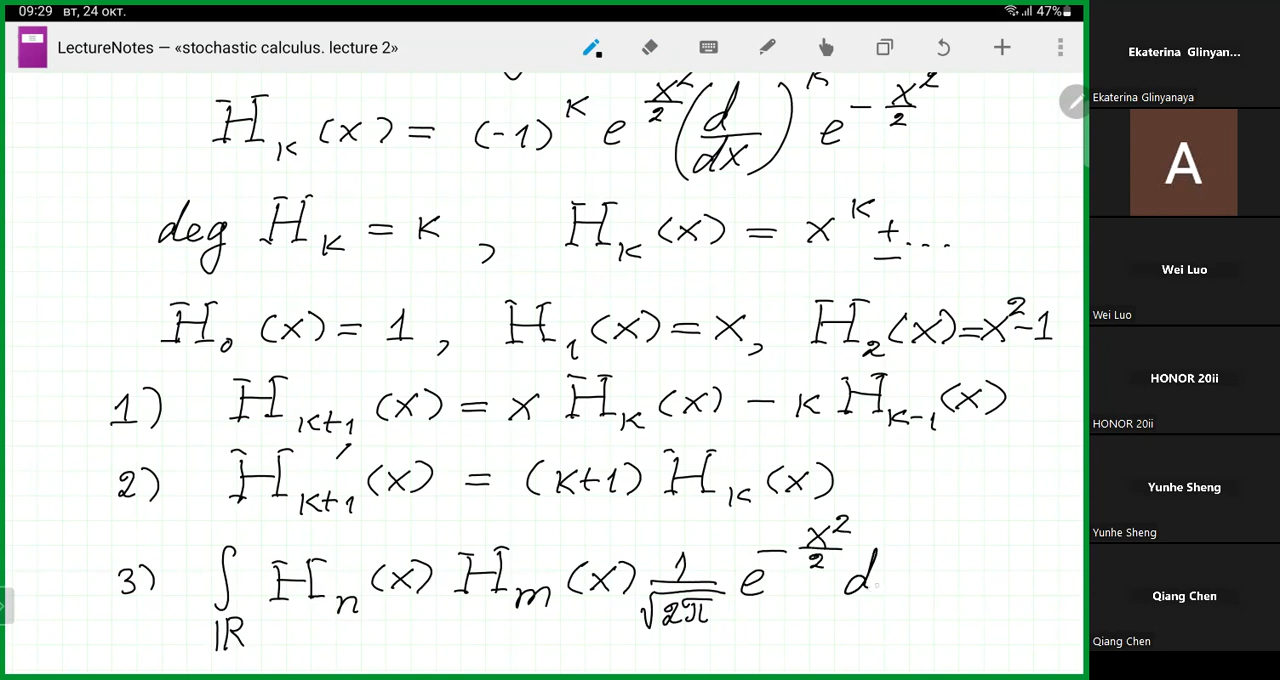 09:29 ВТ, 24 ОКТ. 47%
LectureNotes — «stochastic calculus. lecture 2»
H_k (x) = (-1)^k e^{x^2/2} (d/dx)^k e^{-x^2/2}
deg H_k = k , H_k (x) = x^k ± ...
H_0 (x) = 1 , H_1 (x) = x, H_2 (x) = x^2-1
1) H_{k+1} (x) = x H_k (x) - k H_{k-1} (x)
2) H'_{k+1} (x) = (k+1) H_k (x)
3) ∫_ℝ H_n (x) H_m (x) 1/√2π e^{-x^2/2} d
Ekaterina Glinyan...
Ekaterina Glinyanaya
A
Wei Luo
Wei Luo
HONOR 20ii
HONOR 20ii
Yunhe Sheng
Yunhe Sheng
Qiang Chen
Qiang Chen